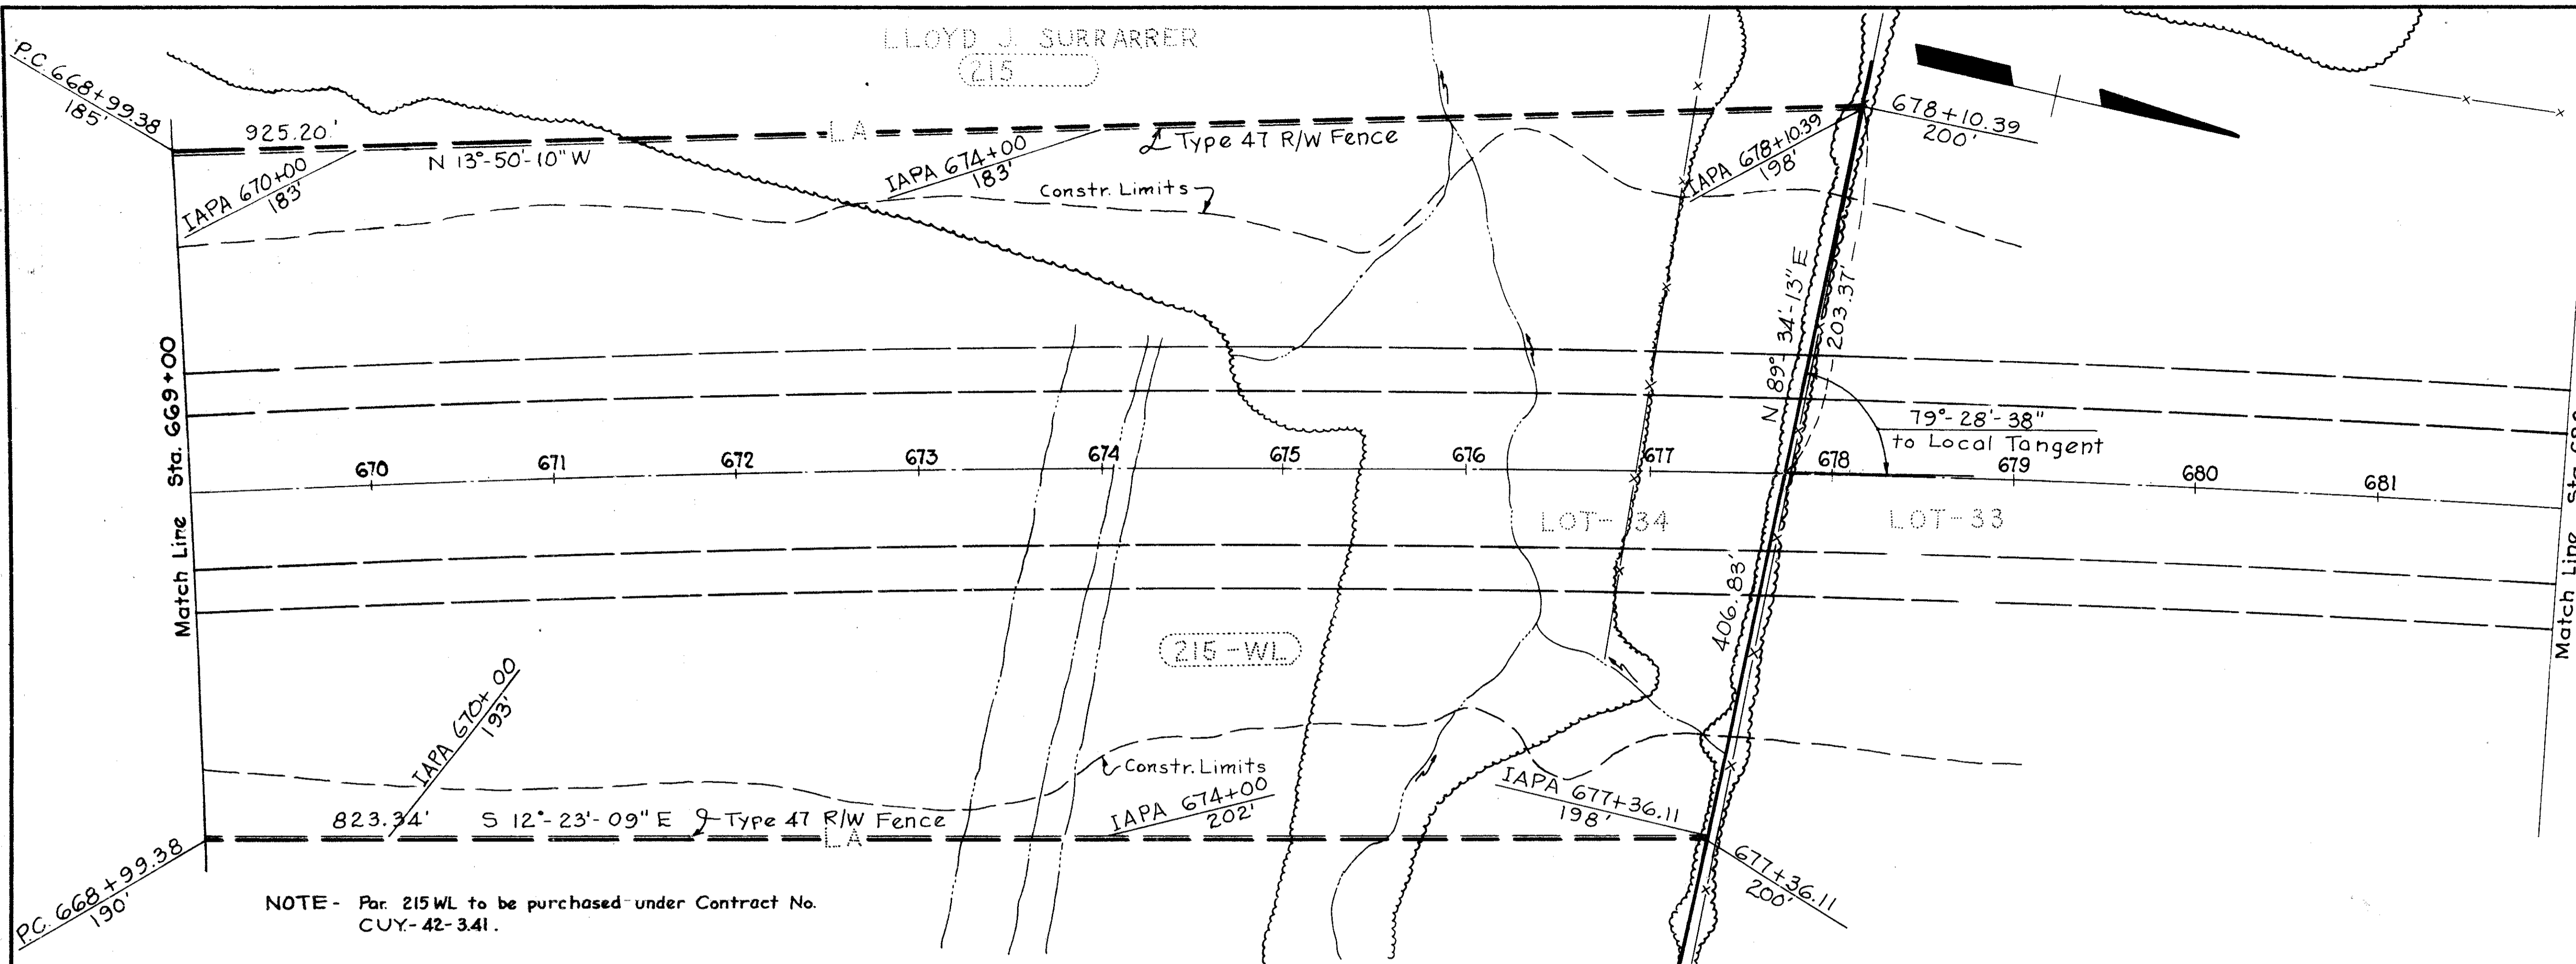 LLOYD J. SURRARRER
215
P.C. 668+99.38
185'
925.20'
N 13°-50'-10" W
LA
IAPA 670+00
183'
IAPA 674+00
183'
Type 47 R/W Fence
Constr. Limits
IAPA 678+10.39
198'
678+10.39
200'
N 89°-34'-13" E
203.37'
79°-28'-38"
to Local Tangent
Match Line Sta. 669+00
670
671
672
673
674
675
676
677
678
679
680
681
LOT-34
LOT-33
406.83'
215-WL
Match Line
IAPA 670+00
193'
Constr. Limits
IAPA 674+00
202'
IAPA 677+36.11
198'
823.34'
S 12°-23'-09" E
Type 47 R/W Fence
LA
677+36.11
200'
P.C. 668+99.38
190'
NOTE- Par. 215 WL to be purchased under Contract No.
CUY.-42-3.41.